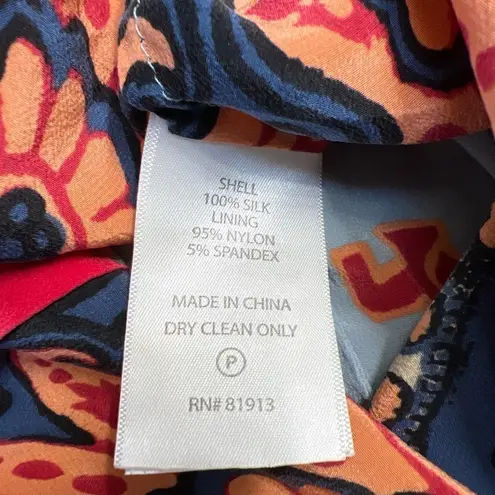 SHELL
100% SILK
LINING
95% NYLON
5% SPANDEX
MADE IN CHINA
DRY CLEAN ONLY
P
RN# 81913